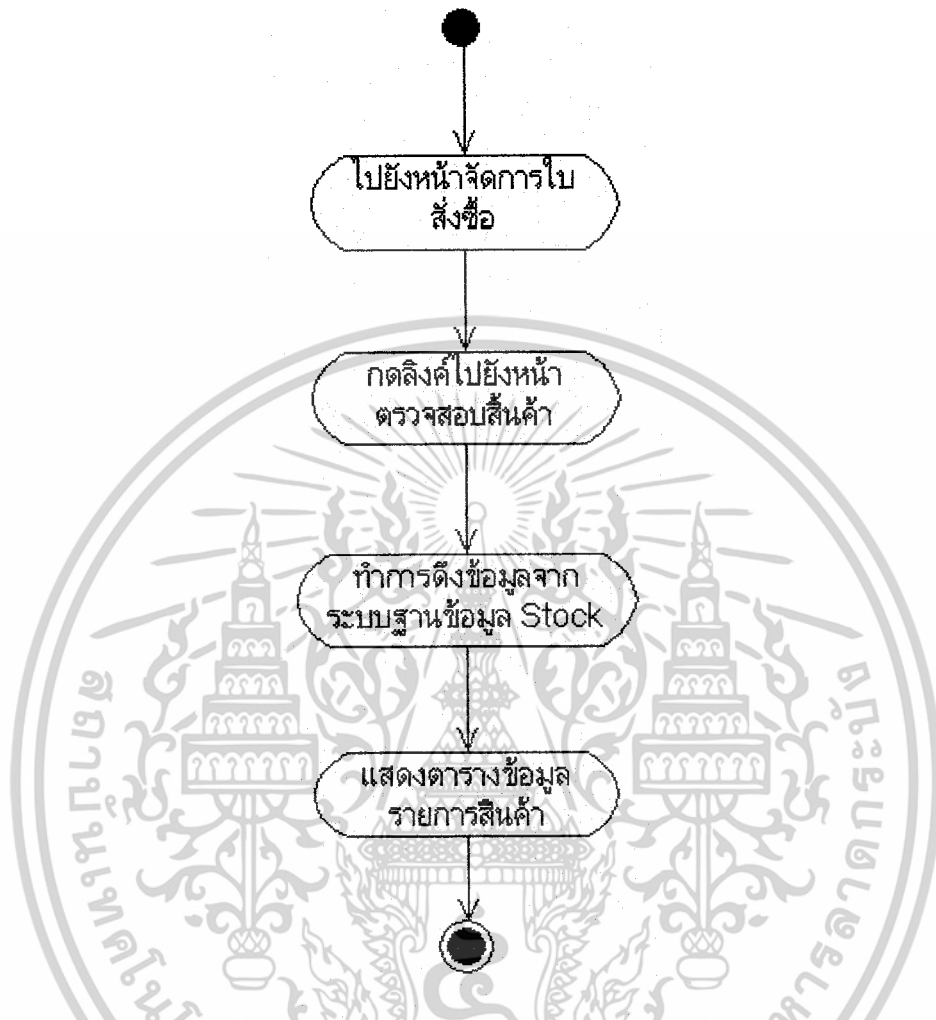 ไปยังหน้าจัดการใบ
สั่งซื้อ
กดลิงค์ไปยังหน้า
ตรวจสอบสินค้า
ทำการดึงข้อมูลจาก
ระบบฐานข้อมูล Stock
แสดงตารางข้อมูล
รายการสินค้า